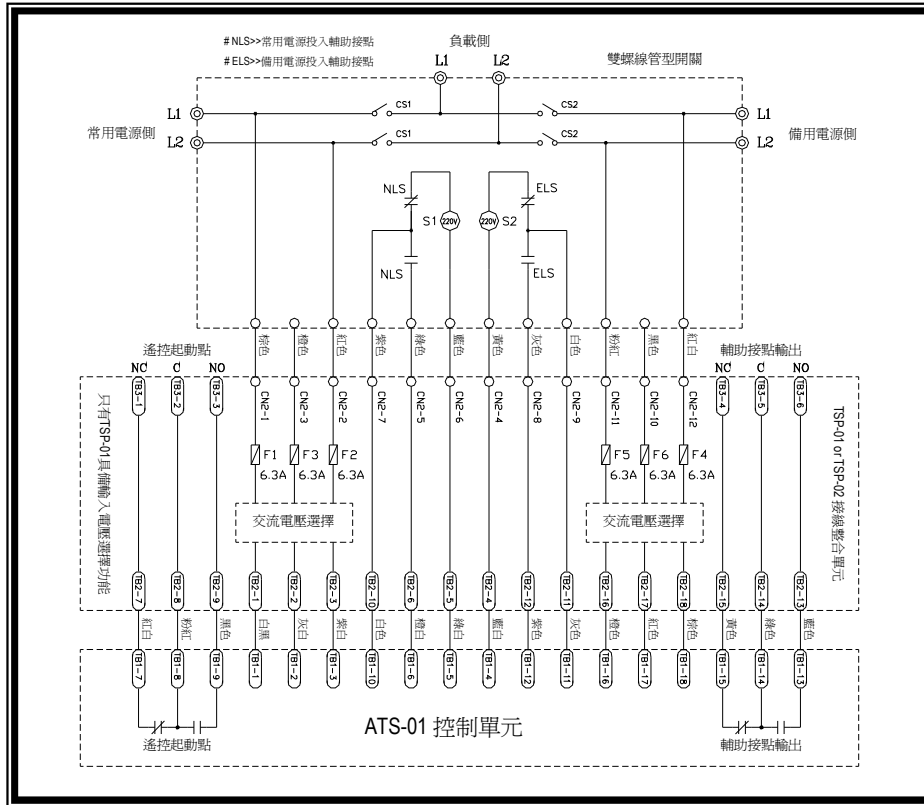 # NLS>>常用電源投入輔助接點
# ELS>>備用電源投入輔助接點
負載側
L1 L2
雙螺線管型開關
L1 CS1 CS2 L1
常用電源側 備用電源側
L2 CS1 CS2 L2
NLS ELS
S1 220V 220V S2
NLS ELS
棕色 橙色 紅色 紫色 綠色 藍色 黃色 灰色 白色 粉紅 黑色 紅白
遙控起動點 輔助接點輸出
NC C NO NC C NO
TB3-1 TB3-2 TB3-3 CN2-1 CN2-3 CN2-2 CN2-7 CN2-5 CN2-6 CN2-4 CN2-8 CN2-9 CN2-11 CN2-10 CN2-12 TB3-4 TB3-5 TB3-6
只有TSP-01具備輸入電壓選擇功能
TSP-01 or TSP-02 接線整合單元
F1 F3 F2 F5 F6 F4
6.3A 6.3A 6.3A 6.3A 6.3A 6.3A
交流電壓選擇 交流電壓選擇
TB2-7 TB2-8 TB2-9 TB2-1 TB2-2 TB2-3 TB2-10 TB2-6 TB2-5 TB2-4 TB2-12 TB2-11 TB2-16 TB2-17 TB2-18 TB2-15 TB2-14 TB2-13
紅白 粉紅 黑色 白黑 灰白 紫白 白色 橙白 綠白 藍白 紫色 灰色 橙色 紅色 棕色 黃色 綠色 藍色
TB1-7 TB1-8 TB1-9 TB1-1 TB1-2 TB1-3 TB1-10 TB1-6 TB1-5 TB1-4 TB1-12 TB1-11 TB1-16 TB1-17 TB1-18 TB1-15 TB1-14 TB1-13
ATS-01 控制單元
遙控起動點 輔助接點輸出